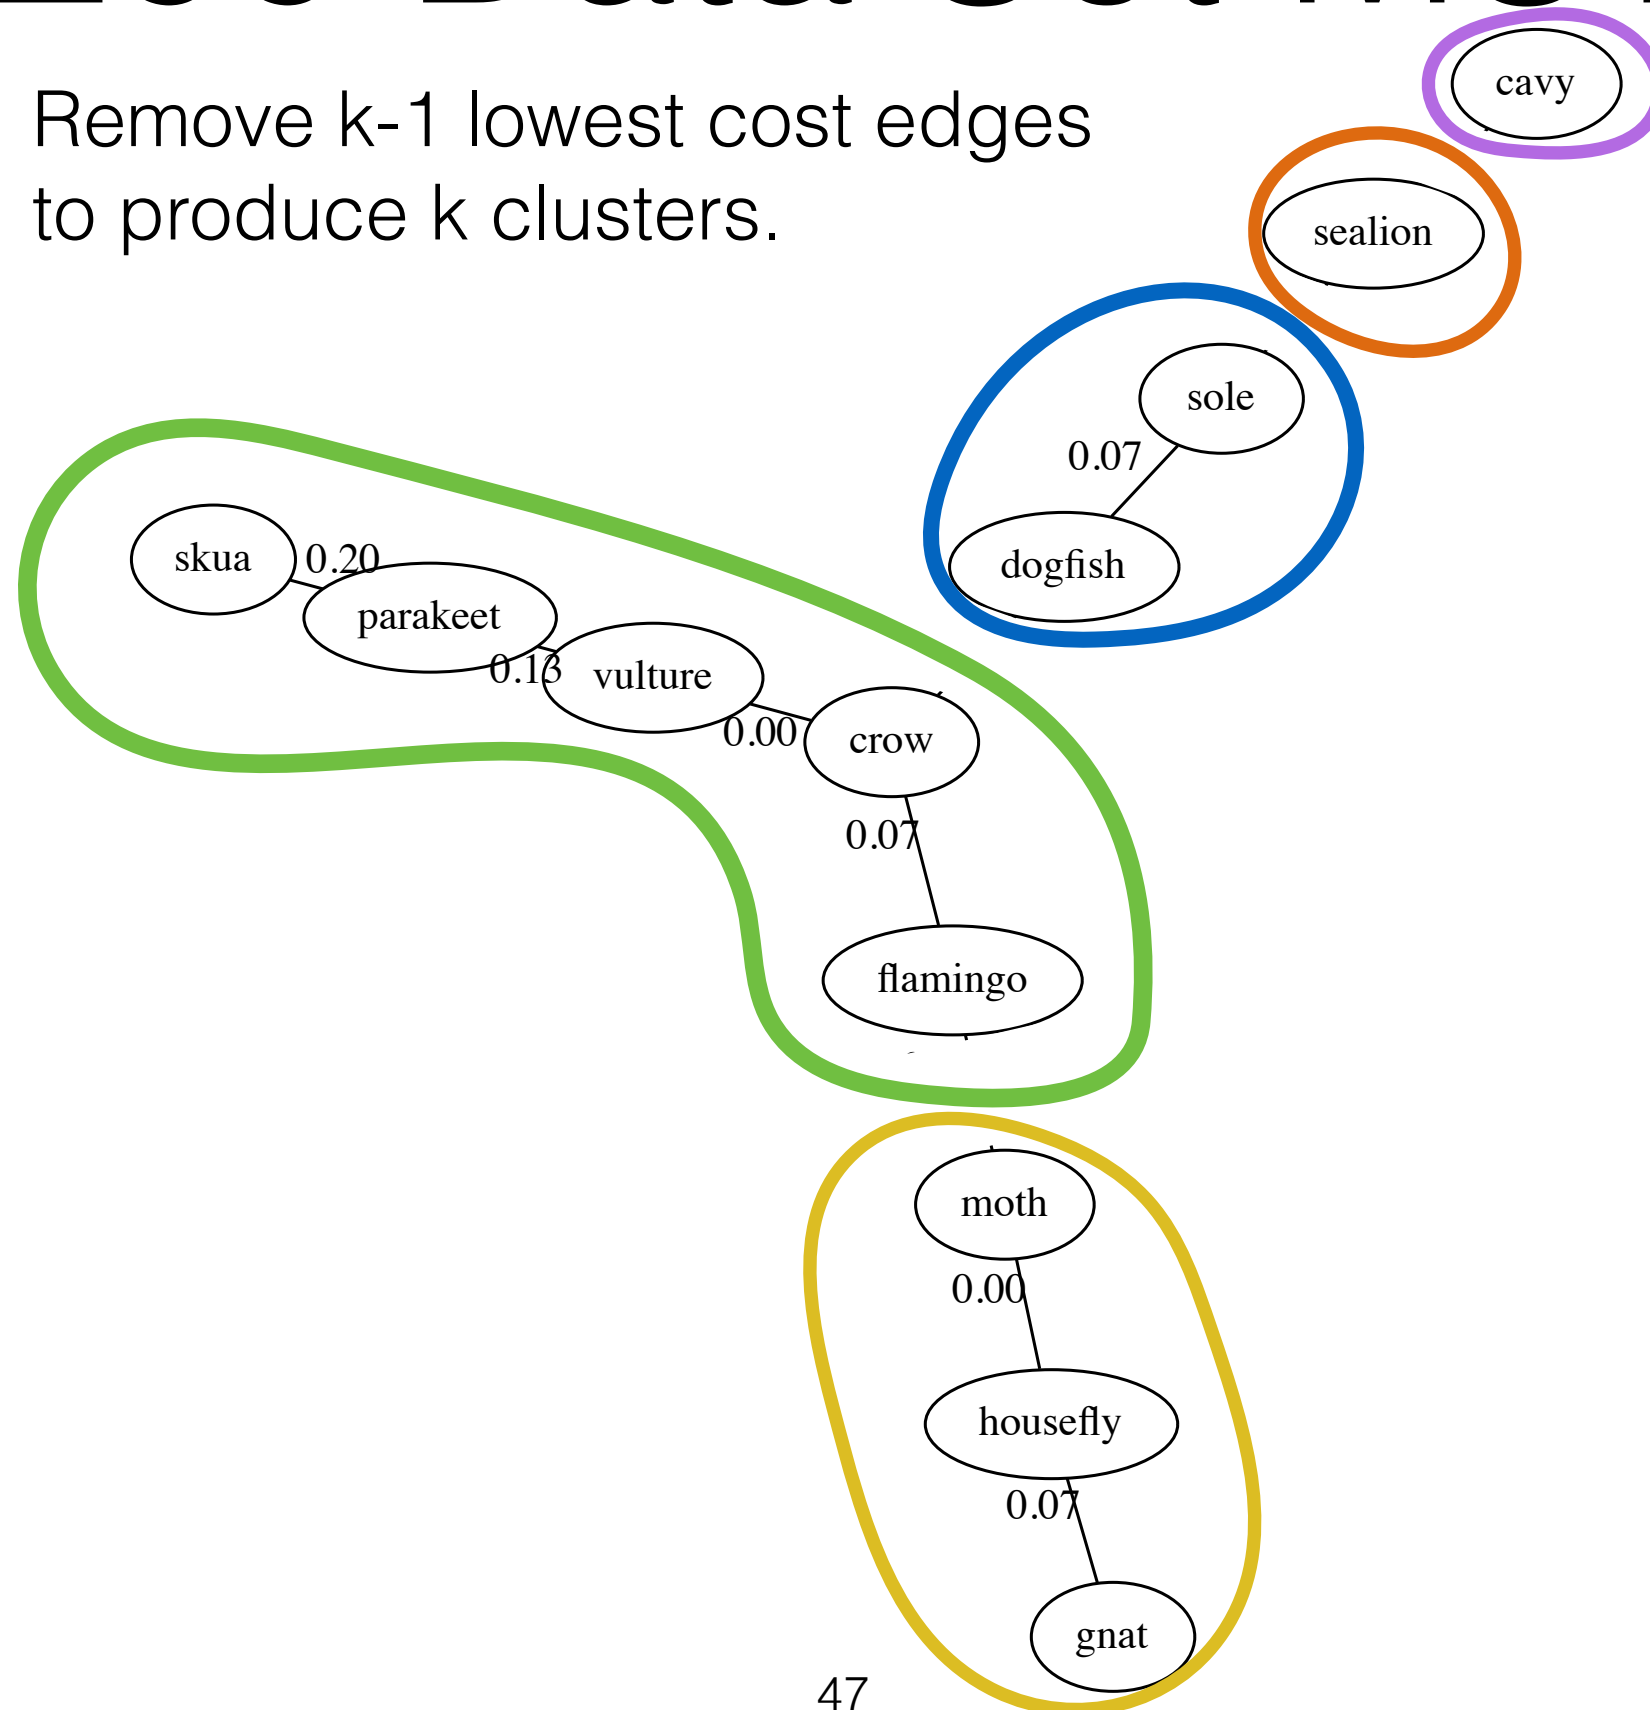 Remove k-1 lowest cost edges
to produce k clusters.
cavy
sealion
sole
0.07
dogfish
skua
0.20
parakeet
0.13
vulture
0.00
crow
0.07
flamingo
moth
0.00
housefly
0.07
gnat
47